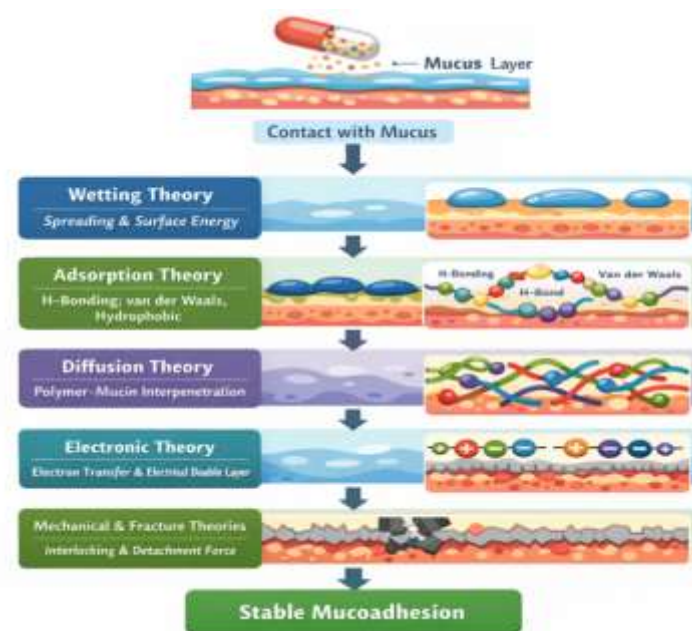 Mucus Layer
Contact with Mucus
Wetting Theory
Spreading & Surface Energy
Adsorption Theory
H-Bonding; van der Waals,
Hydrophobic
H-Bonding
Van der Waals
H-Bond
Diffusion Theory
Polymer-Mucin Interpenetration
Electronic Theory
Electron Transfer & Electrical Double Layer
Mechanical & Fracture Theories
Interlocking & Detachment Force
Stable Mucoadhesion